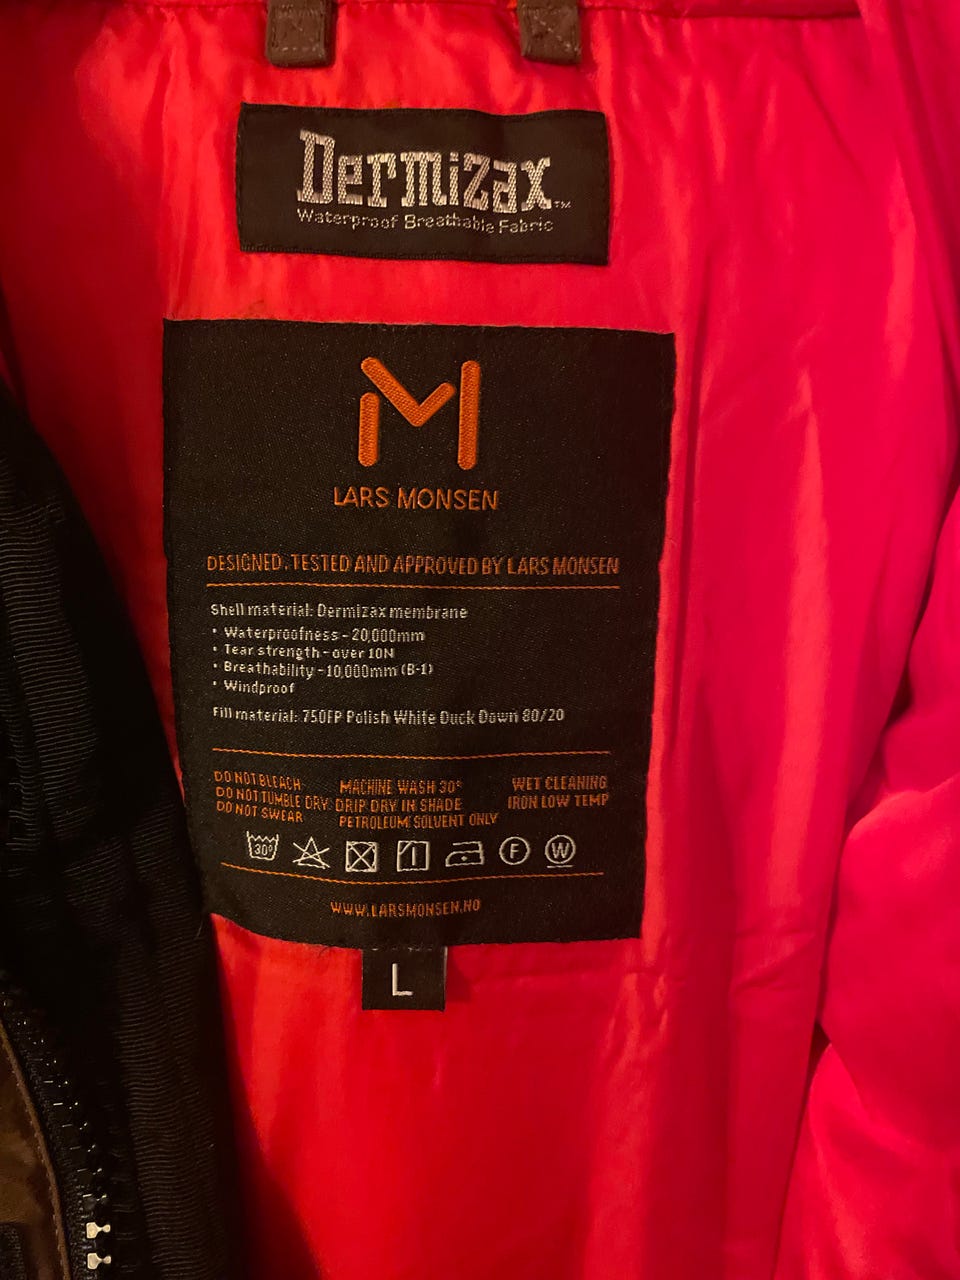 Dermizax™
Waterproof Breathable Fabric
LARS MONSEN
DESIGNED, TESTED AND APPROVED BY LARS MONSEN
Shell material: Dermizax membrane
• Waterproofness - 20,000mm
• Tear strength - over 10N
• Breathability - 10,000mm (B-1)
• Windproof
Fill material: 750FP Polish White Duck Down 80/20
DO NOT BLEACH MACHINE WASH 30° WET CLEANING
DO NOT TUMBLE DRY DRIP DRY IN SHADE IRON LOW TEMP
DO NOT SWEAR PETROLEUM SOLVENT ONLY
30° F W
WWW.LARSMONSEN.NO
L